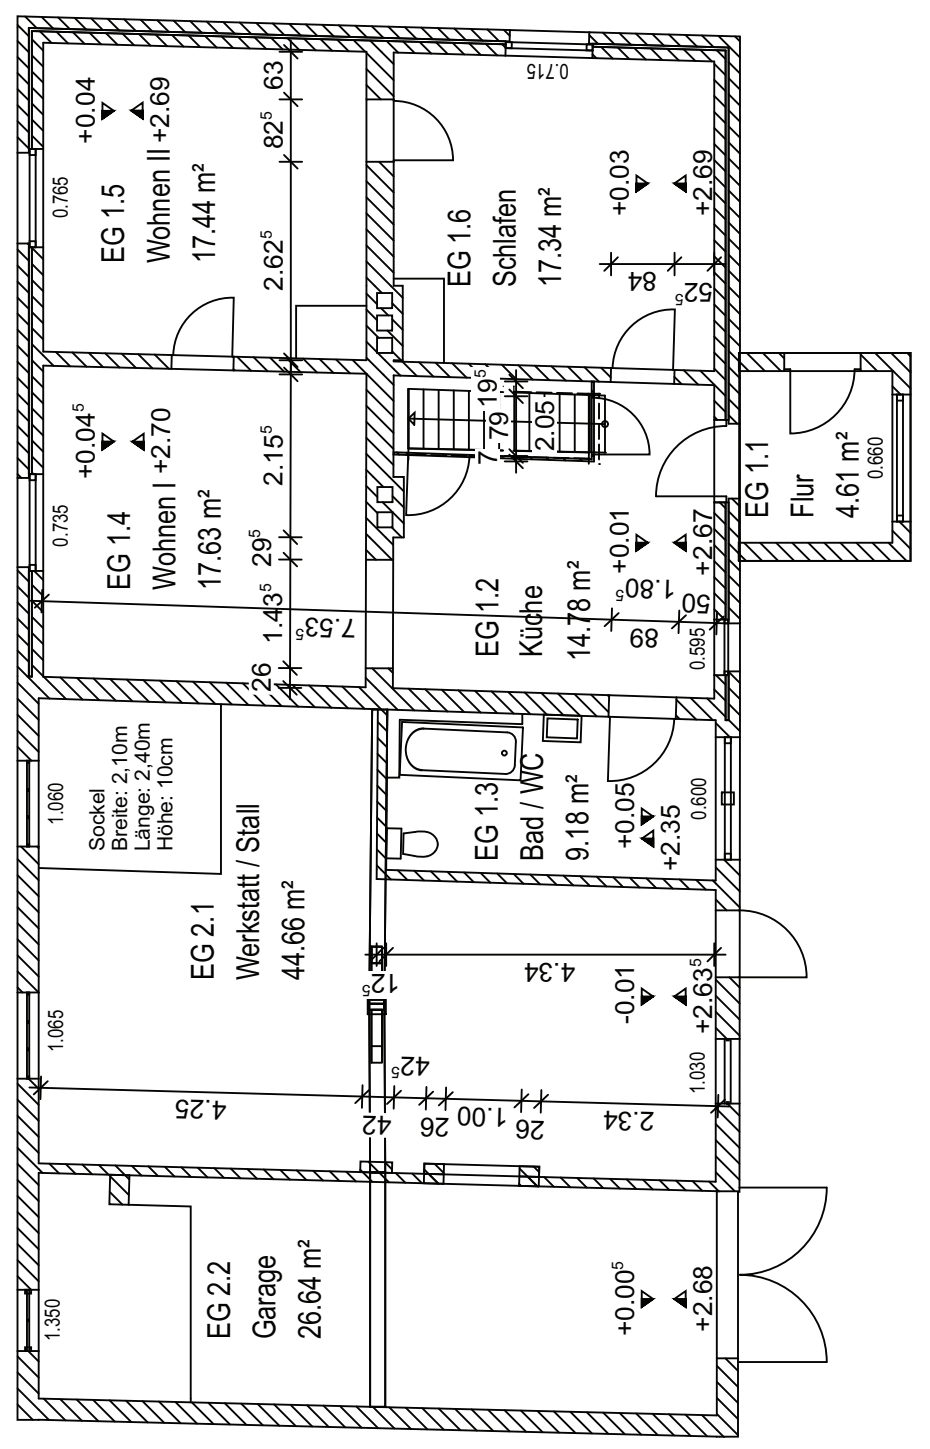 EG 1.5
Wohnen II
17.44 m²
+0.04
+2.69
0.765
63
82⁵
2.62⁵
0.715
EG 1.6
Schlafen
17.34 m²
+0.03
+2.69
84
52⁵
EG 1.4
Wohnen I
17.63 m²
+0.04⁵
+2.70
0.735
2.15⁵
29⁵
1.43⁵
26
7.53⁵
19⁵
79
7
2.05
EG 1.1
Flur
4.61 m²
0.660
EG 1.2
Küche
14.78 m²
+0.01
+2.67
1.80⁵
89
50
0.595
Sockel
Breite: 2,10m
Länge: 2,40m
Höhe: 10cm
1.060
EG 1.3
Bad / WC
9.18 m²
+0.05
+2.35
0.600
EG 2.1
Werkstatt / Stall
44.66 m²
1.065
12⁵
4.34
-0.01
+2.63⁵
1.030
4.25
42
42⁵
26
1.00
26
2.34
EG 2.2
Garage
26.64 m²
1.350
+0.00⁵
+2.68